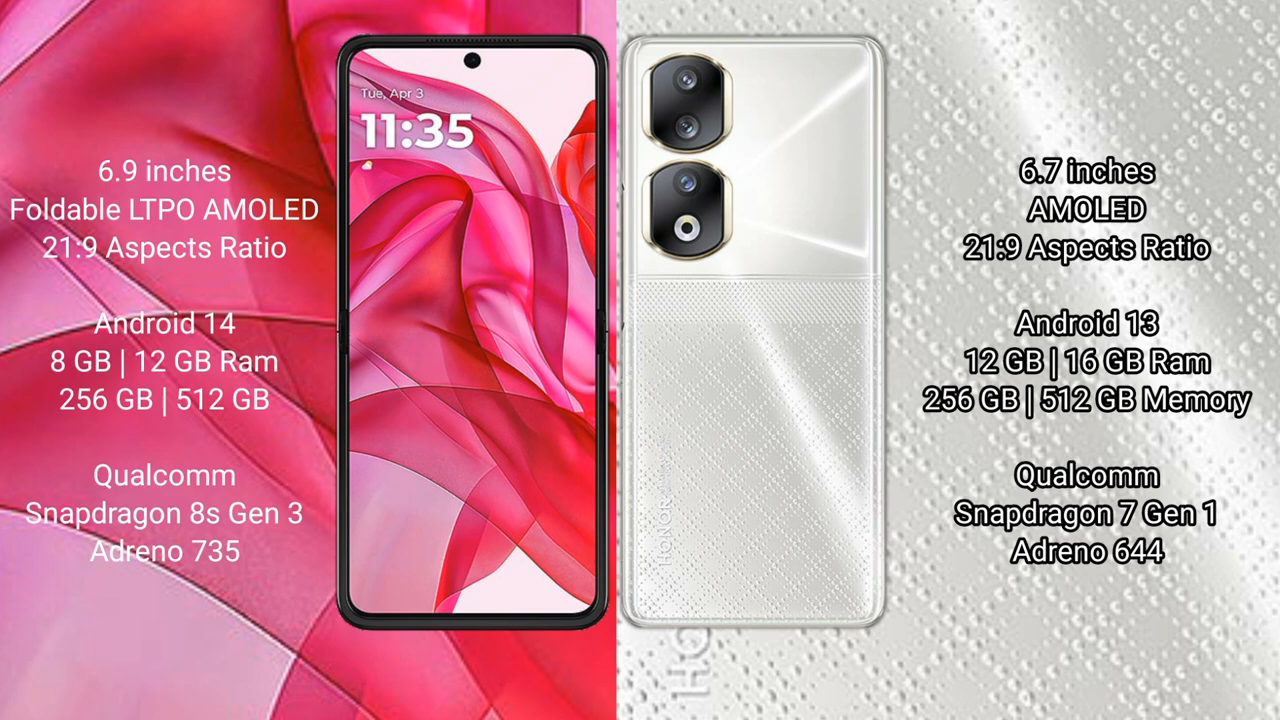 6.9 inches
Foldable LTPO AMOLED
21:9 Aspects Ratio
Android 14
8 GB | 12 GB Ram
256 GB | 512 GB
Qualcomm
Snapdragon 8s Gen 3
Adreno 735
Tue, Apr 3
11:35
HONOR
HO
6.7 inches
AMOLED
21:9 Aspects Ratio
Android 13
12 GB | 16 GB Ram
256 GB | 512 GB Memory
Qualcomm
Snapdragon 7 Gen 1
Adreno 644